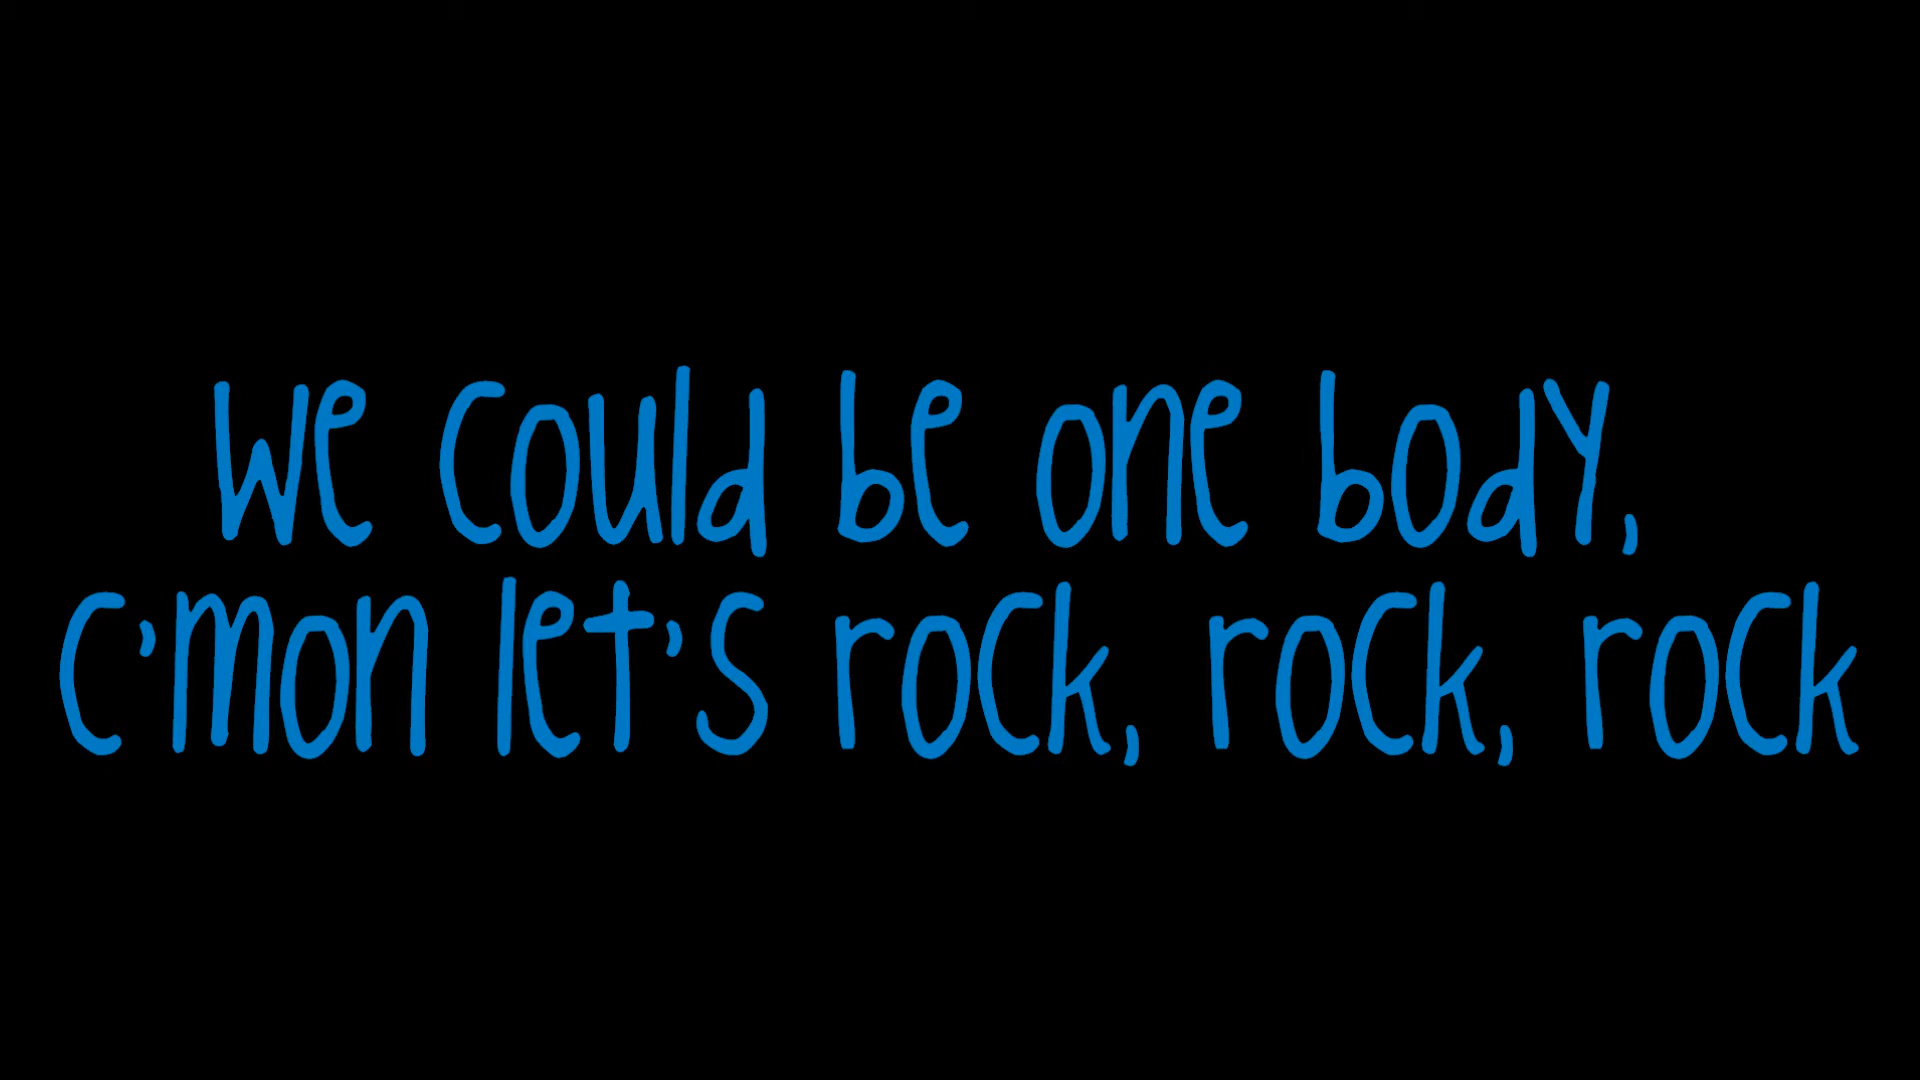 we could be one body,
c'mon let's rock, rock, rock